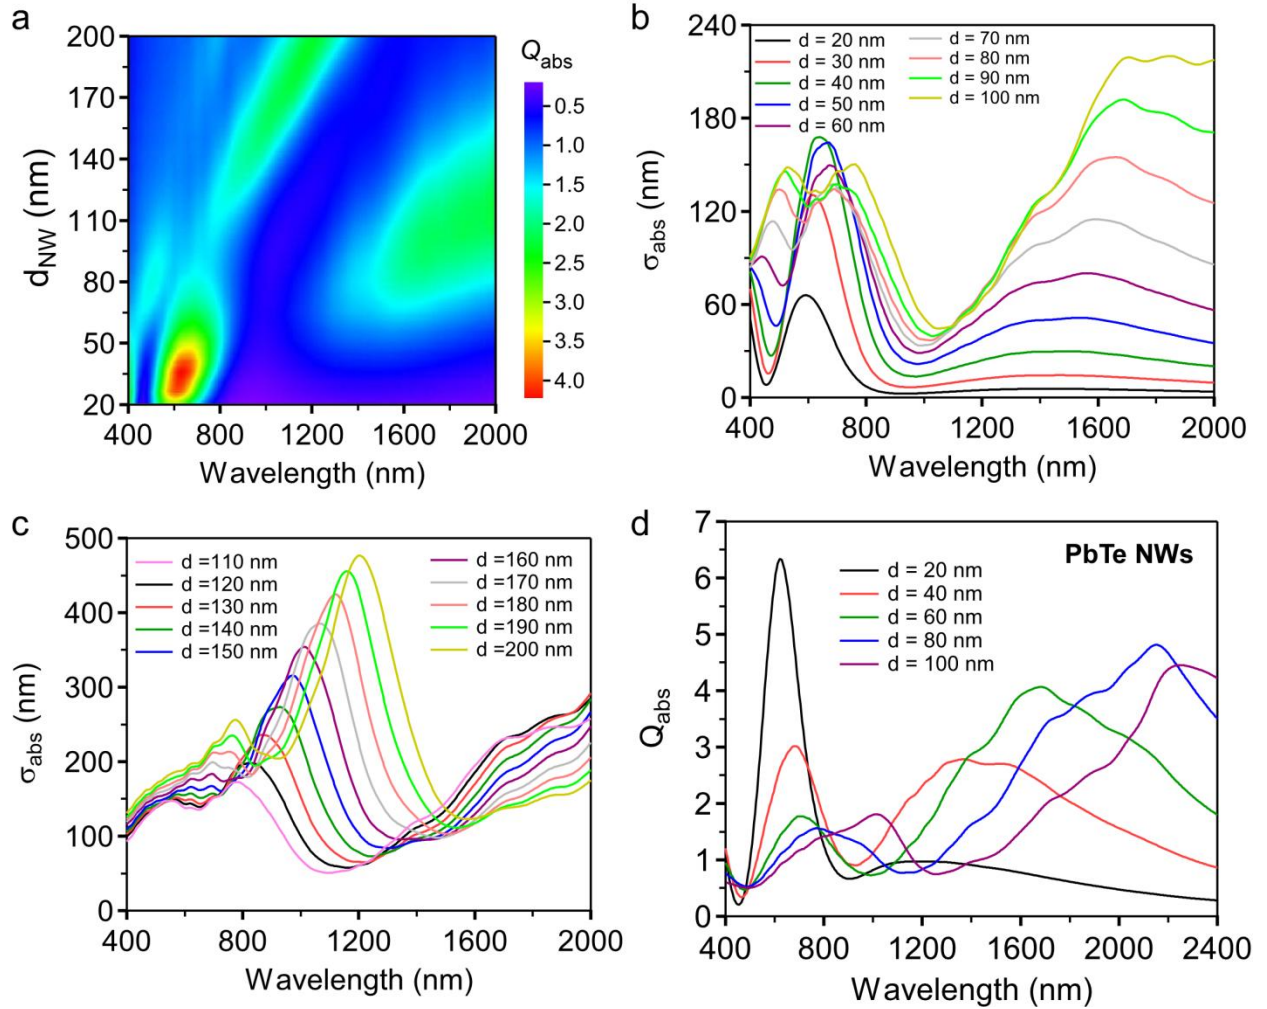 a
200
170
140
110
80
50
20
d_NW (nm)
400 800 1200 1600 2000
Wavelength (nm)
Q_abs
0.5
1.0
1.5
2.0
2.5
3.0
3.5
4.0
b
240
180
120
60
0
σ_abs (nm)
d = 20 nm
d = 30 nm
d = 40 nm
d = 50 nm
d = 60 nm
d = 70 nm
d = 80 nm
d = 90 nm
d = 100 nm
400 800 1200 1600 2000
Wavelength (nm)
c
500
400
300
200
100
0
σ_abs (nm)
d =110 nm
d =120 nm
d =130 nm
d =140 nm
d =150 nm
d =160 nm
d =170 nm
d =180 nm
d =190 nm
d =200 nm
400 800 1200 1600 2000
Wavelength (nm)
d
7
6
5
4
3
2
1
0
Q_abs
PbTe NWs
d = 20 nm
d = 40 nm
d = 60 nm
d = 80 nm
d = 100 nm
400 800 1200 1600 2000 2400
Wavelength (nm)